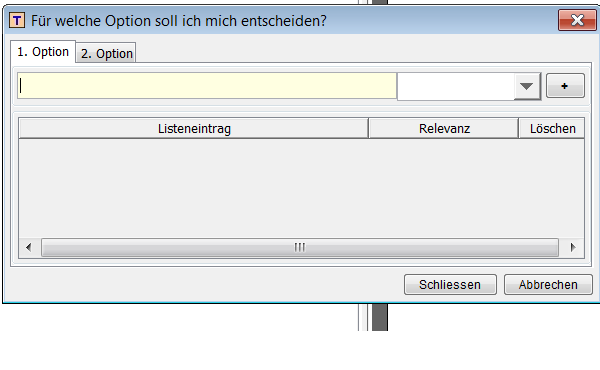 T Für welche Option soll ich mich entscheiden?
1. Option 2. Option
+
Listeneintrag Relevanz Löschen
Schliessen Abbrechen